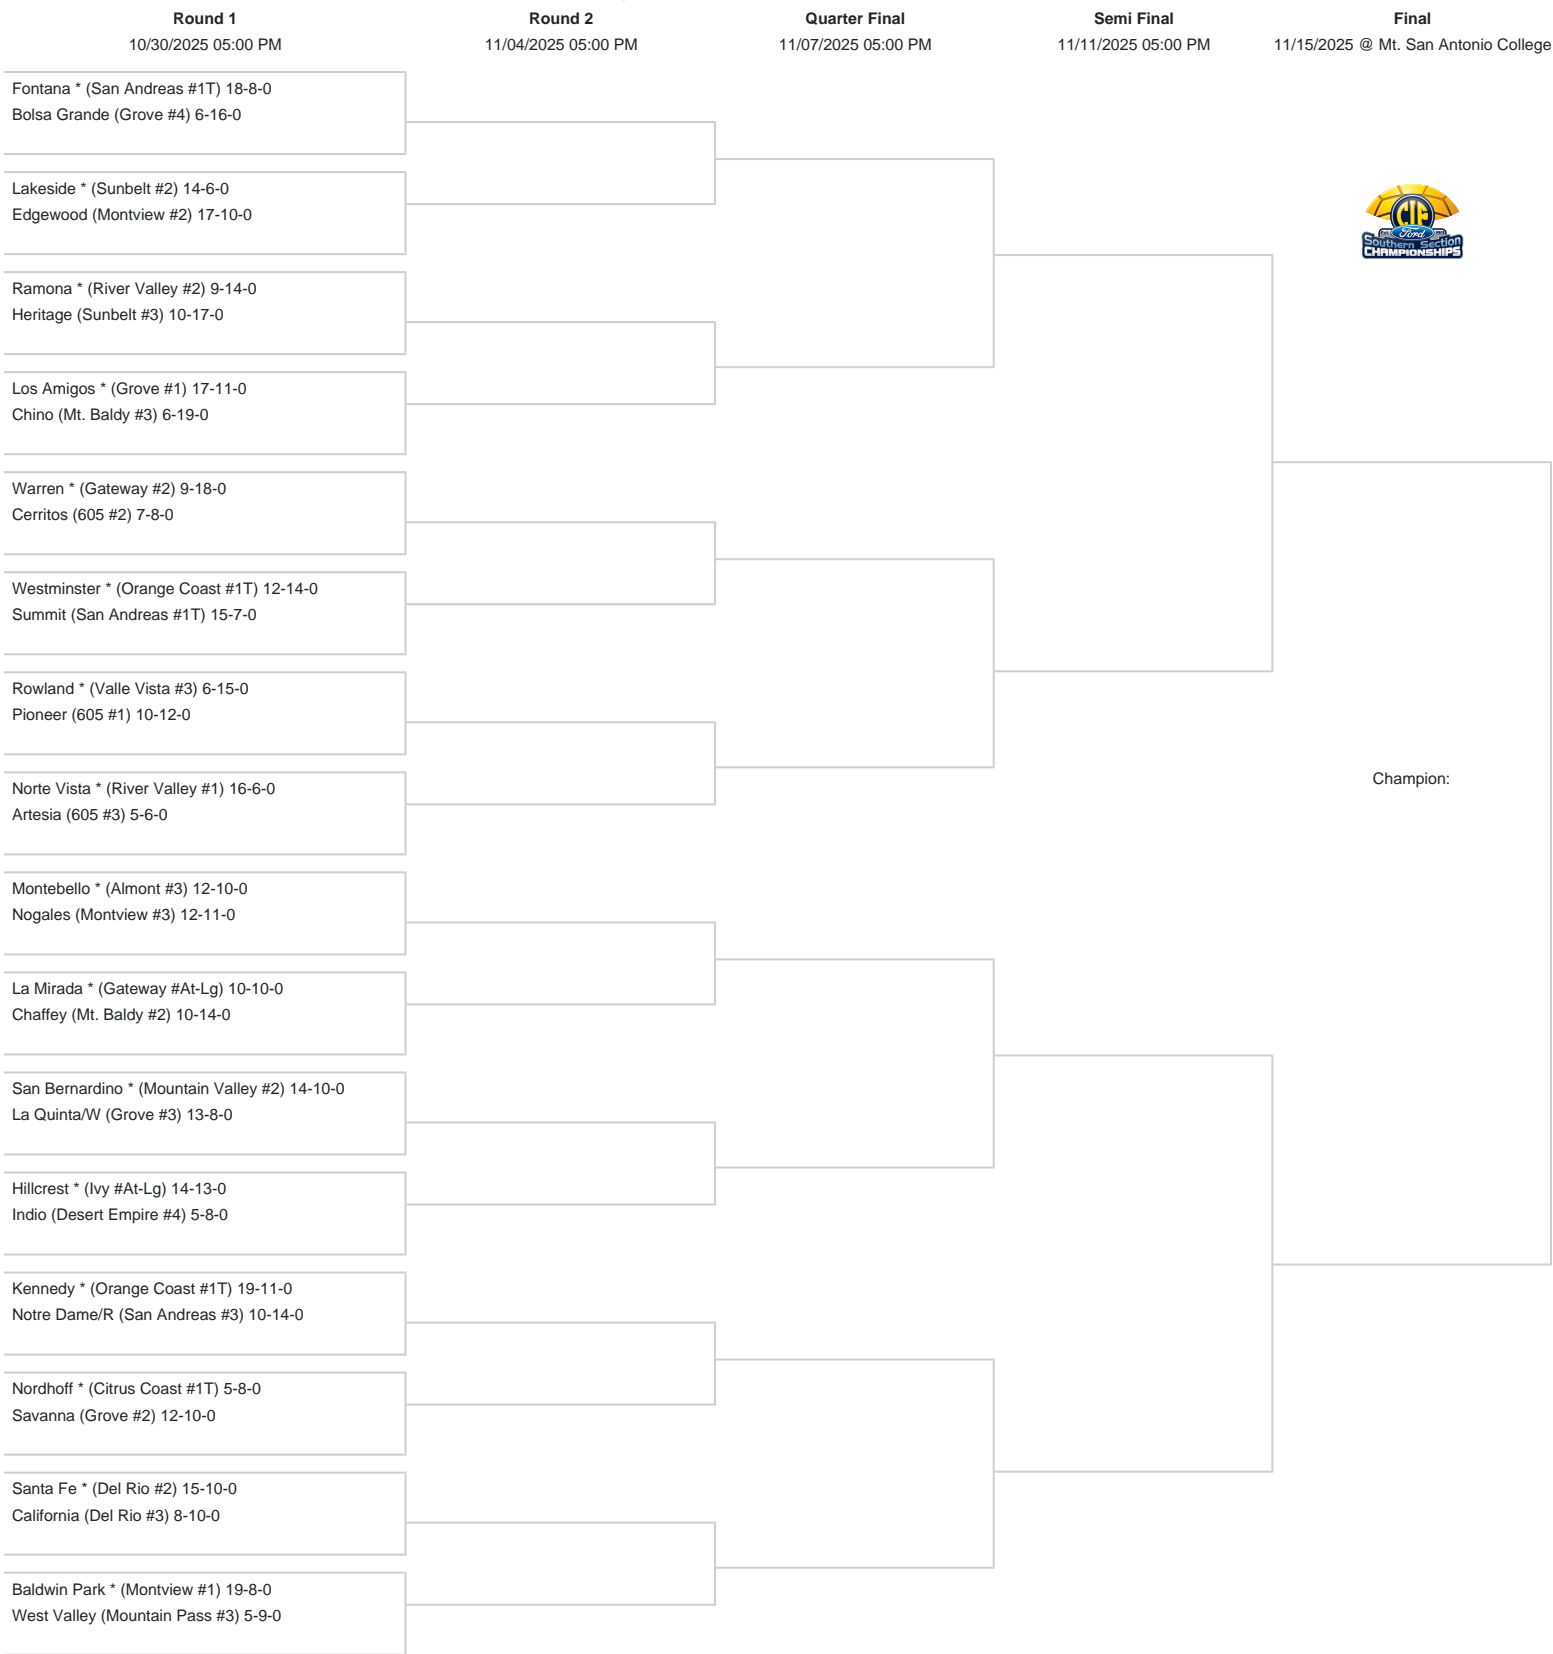 Round 1
10/30/2025 05:00 PM
Round 2
11/04/2025 05:00 PM
Quarter Final
11/07/2025 05:00 PM
Semi Final
11/11/2025 05:00 PM
Final
11/15/2025 @ Mt. San Antonio College
Fontana * (San Andreas #1T) 18-8-0
Bolsa Grande (Grove #4) 6-16-0
Lakeside * (Sunbelt #2) 14-6-0
Edgewood (Montview #2) 17-10-0
CIF
Ford
Southern Section
CHAMPIONSHIPS
Ramona * (River Valley #2) 9-14-0
Heritage (Sunbelt #3) 10-17-0
Los Amigos * (Grove #1) 17-11-0
Chino (Mt. Baldy #3) 6-19-0
Warren * (Gateway #2) 9-18-0
Cerritos (605 #2) 7-8-0
Westminster * (Orange Coast #1T) 12-14-0
Summit (San Andreas #1T) 15-7-0
Rowland * (Valle Vista #3) 6-15-0
Pioneer (605 #1) 10-12-0
Norte Vista * (River Valley #1) 16-6-0
Artesia (605 #3) 5-6-0
Champion:
Montebello * (Almont #3) 12-10-0
Nogales (Montview #3) 12-11-0
La Mirada * (Gateway #At-Lg) 10-10-0
Chaffey (Mt. Baldy #2) 10-14-0
San Bernardino * (Mountain Valley #2) 14-10-0
La Quinta/W (Grove #3) 13-8-0
Hillcrest * (Ivy #At-Lg) 14-13-0
Indio (Desert Empire #4) 5-8-0
Kennedy * (Orange Coast #1T) 19-11-0
Notre Dame/R (San Andreas #3) 10-14-0
Nordhoff * (Citrus Coast #1T) 5-8-0
Savanna (Grove #2) 12-10-0
Santa Fe * (Del Rio #2) 15-10-0
California (Del Rio #3) 8-10-0
Baldwin Park * (Montview #1) 19-8-0
West Valley (Mountain Pass #3) 5-9-0